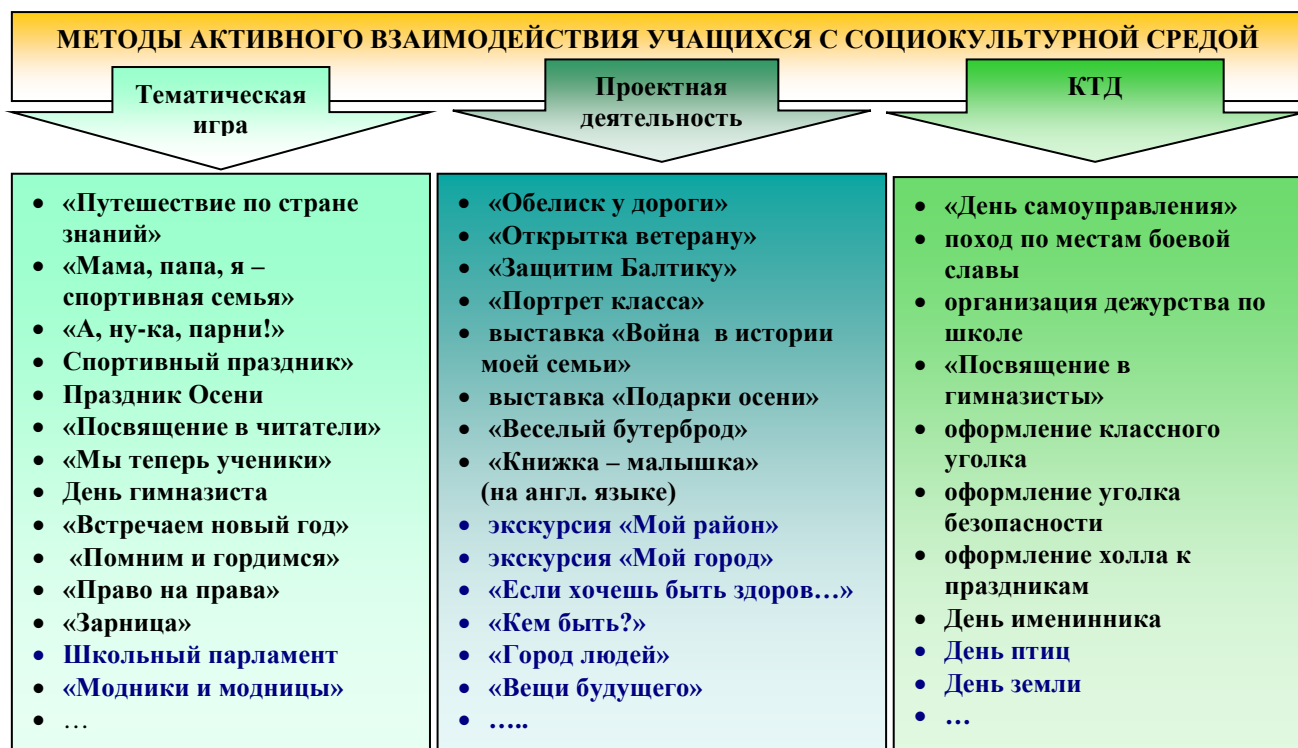 МЕТОДЫ АКТИВНОГО ВЗАИМОДЕЙСТВИЯ УЧАЩИХСЯ С СОЦИОКУЛЬТУРНОЙ СРЕДОЙ
Тематическая
игра
• «Путешествие по стране
знаний»
• «Мама, папа, я –
спортивная семья»
• «А, ну-ка, парни!»
• Спортивный праздник»
• Праздник Осени
• «Посвящение в читатели»
• «Мы теперь ученики»
• День гимназиста
• «Встречаем новый год»
• «Помним и гордимся»
• «Право на права»
• «Зарница»
• Школьный парламент
• «Модники и модницы»
• …
Проектная
деятельность
• «Обелиск у дороги»
• «Открытка ветерану»
• «Защитим Балтику»
• «Портрет класса»
• выставка «Война в истории
моей семьи»
• выставка «Подарки осени»
• «Веселый бутерброд»
• «Книжка – малышка»
(на англ. языке)
• экскурсия «Мой район»
• экскурсия «Мой город»
• «Если хочешь быть здоров…»
• «Кем быть?»
• «Город людей»
• «Вещи будущего»
• …..
КТД
• «День самоуправления»
• поход по местам боевой
славы
• организация дежурства по
школе
• «Посвящение в
гимназисты»
• оформление классного
уголка
• оформление уголка
безопасности
• оформление холла к
праздникам
• День именинника
• День птиц
• День земли
• …